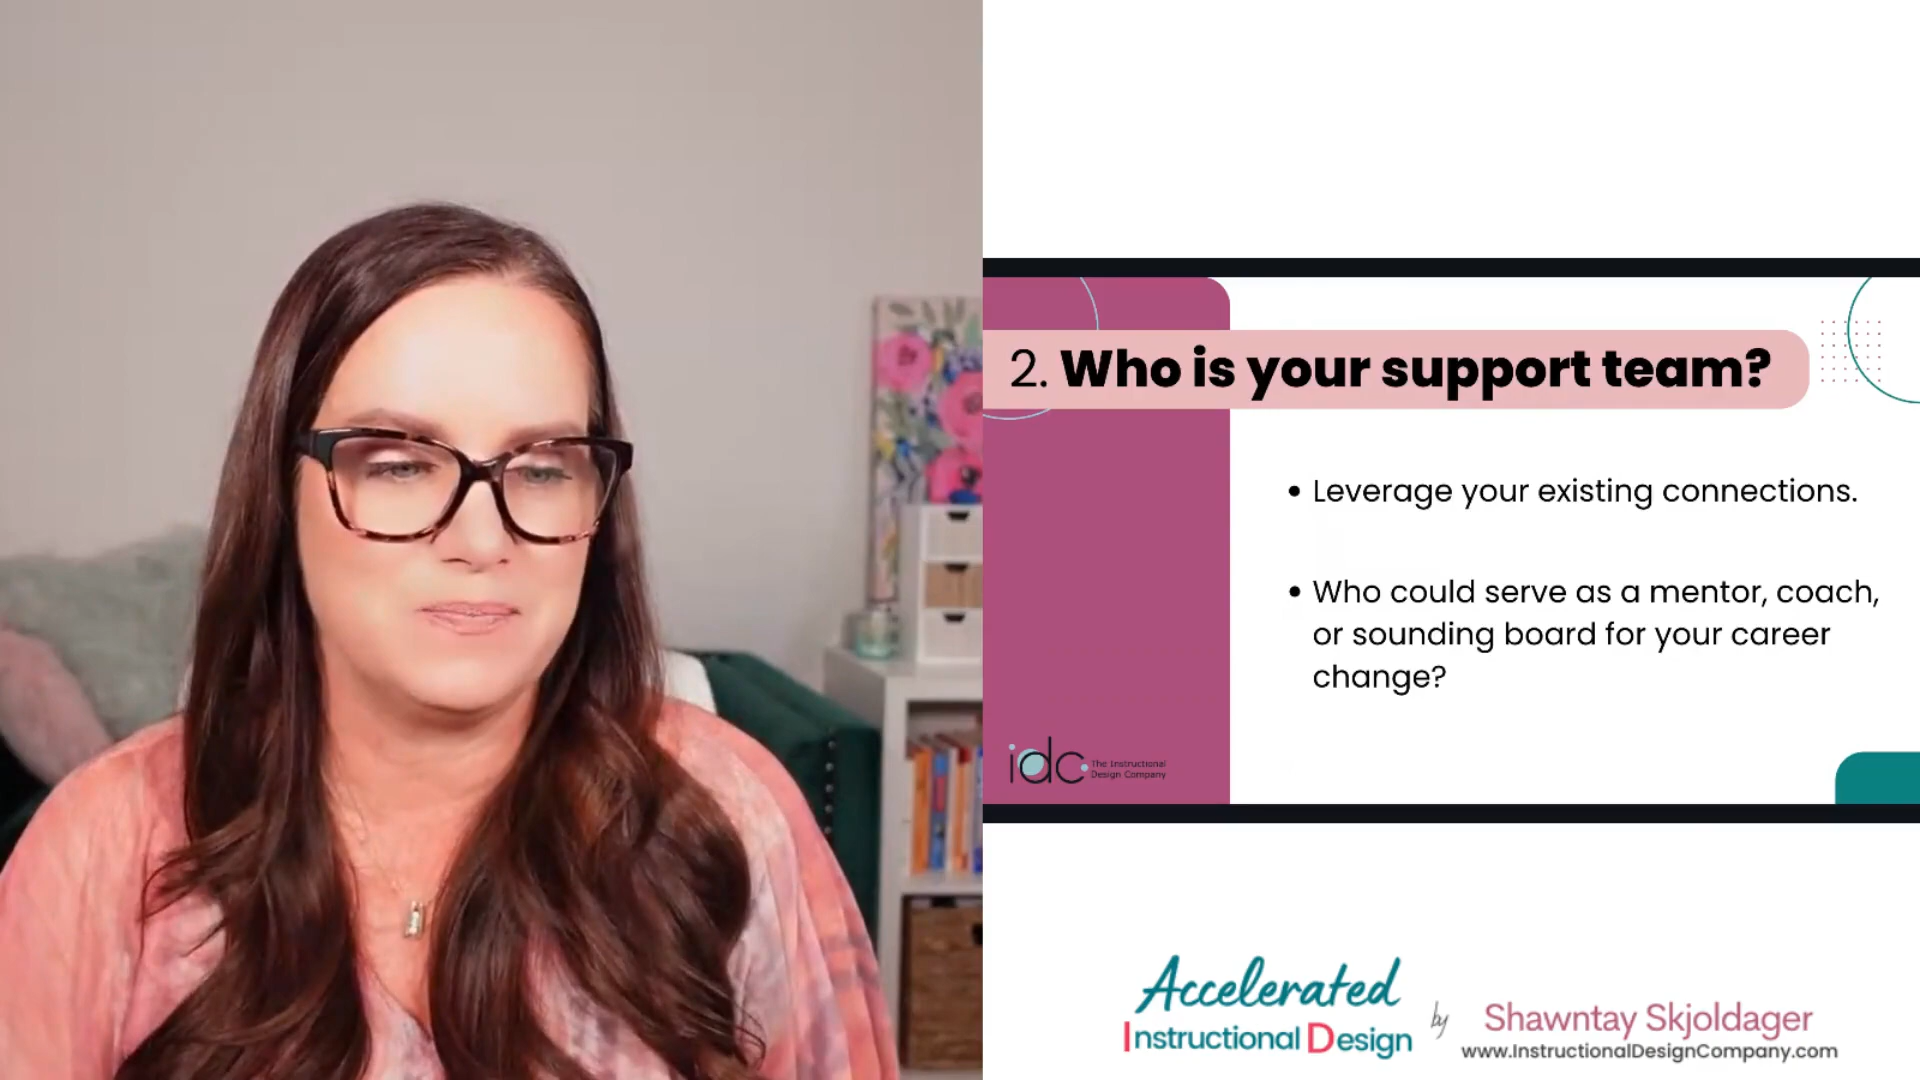 2. Who is your support team?
• Leverage your existing connections.
• Who could serve as a mentor, coach,
or sounding board for your career
change?
idc The Instructional
Design Company
Accelerated
Instructional Design
by
Shawntay Skjoldager
www.InstructionalDesignCompany.com